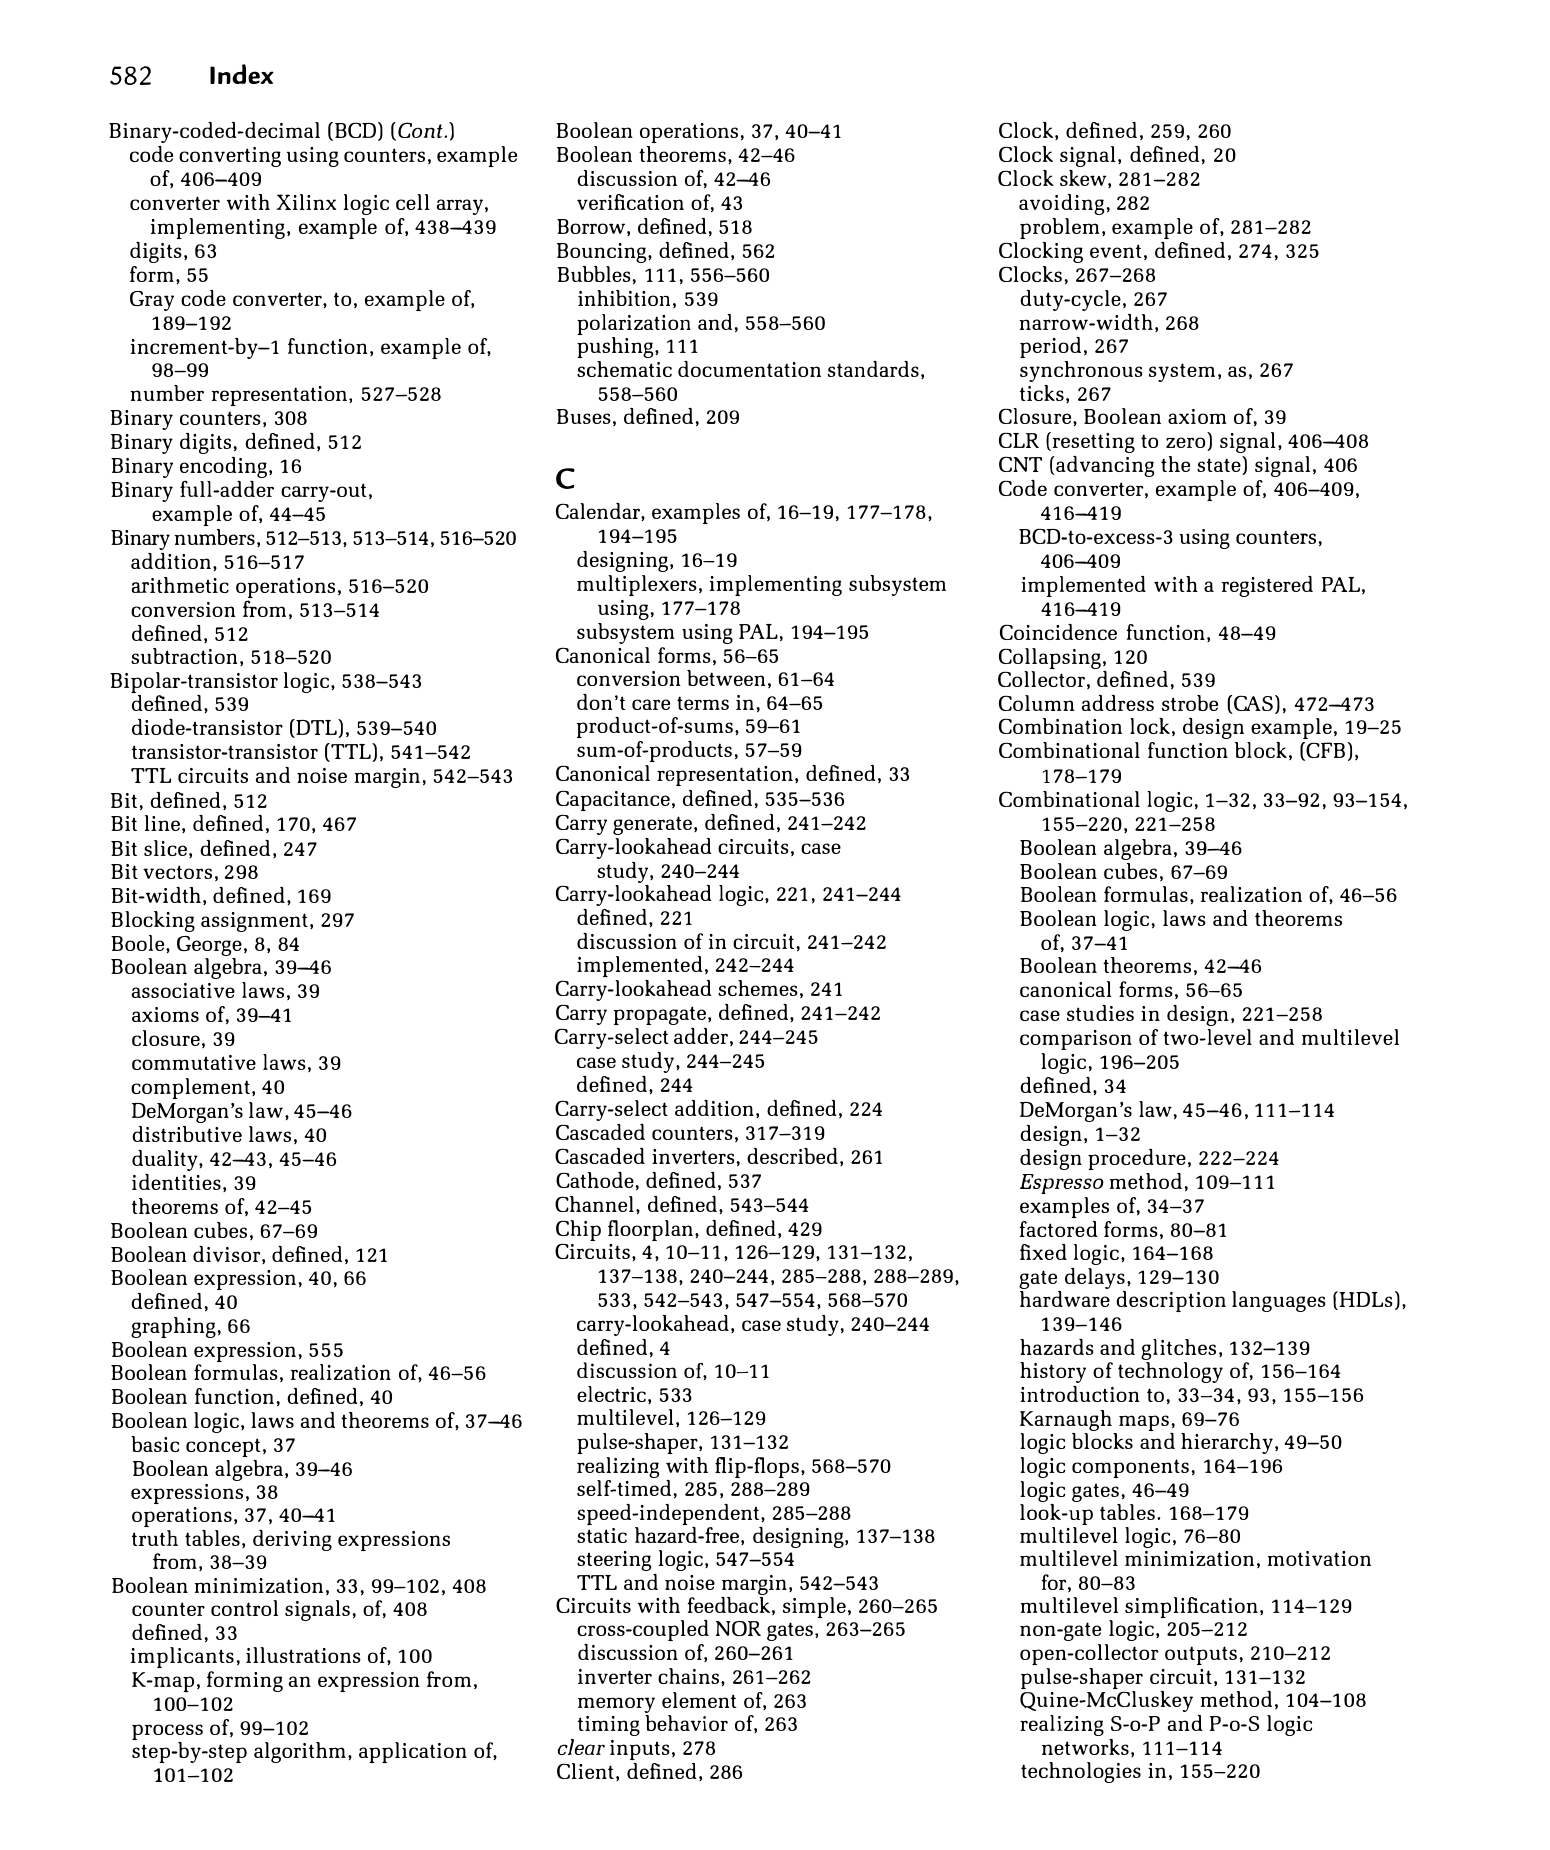 582 Index
Binary-coded-decimal (BCD) (Cont.)
code converting using counters, example
of, 406–409
converter with Xilinx logic cell array,
implementing, example of, 438–439
digits, 63
form, 55
Gray code converter, to, example of,
189–192
increment-by–1 function, example of,
98–99
number representation, 527–528
Binary counters, 308
Binary digits, defined, 512
Binary encoding, 16
Binary full-adder carry-out,
example of, 44–45
Binary numbers, 512–513, 513–514, 516–520
addition, 516–517
arithmetic operations, 516–520
conversion from, 513–514
defined, 512
subtraction, 518–520
Bipolar-transistor logic, 538–543
defined, 539
diode-transistor (DTL), 539–540
transistor-transistor (TTL), 541–542
TTL circuits and noise margin, 542–543
Bit, defined, 512
Bit line, defined, 170, 467
Bit slice, defined, 247
Bit vectors, 298
Bit-width, defined, 169
Blocking assignment, 297
Boole, George, 8, 84
Boolean algebra, 39–46
associative laws, 39
axioms of, 39–41
closure, 39
commutative laws, 39
complement, 40
DeMorgan's law, 45–46
distributive laws, 40
duality, 42–43, 45–46
identities, 39
theorems of, 42–45
Boolean cubes, 67–69
Boolean divisor, defined, 121
Boolean expression, 40, 66
defined, 40
graphing, 66
Boolean expression, 555
Boolean formulas, realization of, 46–56
Boolean function, defined, 40
Boolean logic, laws and theorems of, 37–46
basic concept, 37
Boolean algebra, 39–46
expressions, 38
operations, 37, 40–41
truth tables, deriving expressions
from, 38–39
Boolean minimization, 33, 99–102, 408
counter control signals, of, 408
defined, 33
implicants, illustrations of, 100
K-map, forming an expression from,
100–102
process of, 99–102
step-by-step algorithm, application of,
101–102
Boolean operations, 37, 40–41
Boolean theorems, 42–46
discussion of, 42–46
verification of, 43
Borrow, defined, 518
Bouncing, defined, 562
Bubbles, 111, 556–560
inhibition, 539
polarization and, 558–560
pushing, 111
schematic documentation standards,
558–560
Buses, defined, 209
C
Calendar, examples of, 16–19, 177–178,
194–195
designing, 16–19
multiplexers, implementing subsystem
using, 177–178
subsystem using PAL, 194–195
Canonical forms, 56–65
conversion between, 61–64
don't care terms in, 64–65
product-of-sums, 59–61
sum-of-products, 57–59
Canonical representation, defined, 33
Capacitance, defined, 535–536
Carry generate, defined, 241–242
Carry-lookahead circuits, case
study, 240–244
Carry-lookahead logic, 221, 241–244
defined, 221
discussion of in circuit, 241–242
implemented, 242–244
Carry-lookahead schemes, 241
Carry propagate, defined, 241–242
Carry-select adder, 244–245
case study, 244–245
defined, 244
Carry-select addition, defined, 224
Cascaded counters, 317–319
Cascaded inverters, described, 261
Cathode, defined, 537
Channel, defined, 543–544
Chip floorplan, defined, 429
Circuits, 4, 10–11, 126–129, 131–132,
137–138, 240–244, 285–288, 288–289,
533, 542–543, 547–554, 568–570
carry-lookahead, case study, 240–244
defined, 4
discussion of, 10–11
electric, 533
multilevel, 126–129
pulse-shaper, 131–132
realizing with flip-flops, 568–570
self-timed, 285, 288–289
speed-independent, 285–288
static hazard-free, designing, 137–138
steering logic, 547–554
TTL and noise margin, 542–543
Circuits with feedback, simple, 260–265
cross-coupled NOR gates, 263–265
discussion of, 260–261
inverter chains, 261–262
memory element of, 263
timing behavior of, 263
clear inputs, 278
Client, defined, 286
Clock, defined, 259, 260
Clock signal, defined, 20
Clock skew, 281–282
avoiding, 282
problem, example of, 281–282
Clocking event, defined, 274, 325
Clocks, 267–268
duty-cycle, 267
narrow-width, 268
period, 267
synchronous system, as, 267
ticks, 267
Closure, Boolean axiom of, 39
CLR (resetting to zero) signal, 406–408
CNT (advancing the state) signal, 406
Code converter, example of, 406–409,
416–419
BCD-to-excess-3 using counters,
406–409
implemented with a registered PAL,
416–419
Coincidence function, 48–49
Collapsing, 120
Collector, defined, 539
Column address strobe (CAS), 472–473
Combination lock, design example, 19–25
Combinational function block, (CFB),
178–179
Combinational logic, 1–32, 33–92, 93–154,
155–220, 221–258
Boolean algebra, 39–46
Boolean cubes, 67–69
Boolean formulas, realization of, 46–56
Boolean logic, laws and theorems
of, 37–41
Boolean theorems, 42–46
canonical forms, 56–65
case studies in design, 221–258
comparison of two-level and multilevel
logic, 196–205
defined, 34
DeMorgan's law, 45–46, 111–114
design, 1–32
design procedure, 222–224
Espresso method, 109–111
examples of, 34–37
factored forms, 80–81
fixed logic, 164–168
gate delays, 129–130
hardware description languages (HDLs),
139–146
hazards and glitches, 132–139
history of technology of, 156–164
introduction to, 33–34, 93, 155–156
Karnaugh maps, 69–76
logic blocks and hierarchy, 49–50
logic components, 164–196
logic gates, 46–49
look-up tables. 168–179
multilevel logic, 76–80
multilevel minimization, motivation
for, 80–83
multilevel simplification, 114–129
non-gate logic, 205–212
open-collector outputs, 210–212
pulse-shaper circuit, 131–132
Quine-McCluskey method, 104–108
realizing S-o-P and P-o-S logic
networks, 111–114
technologies in, 155–220